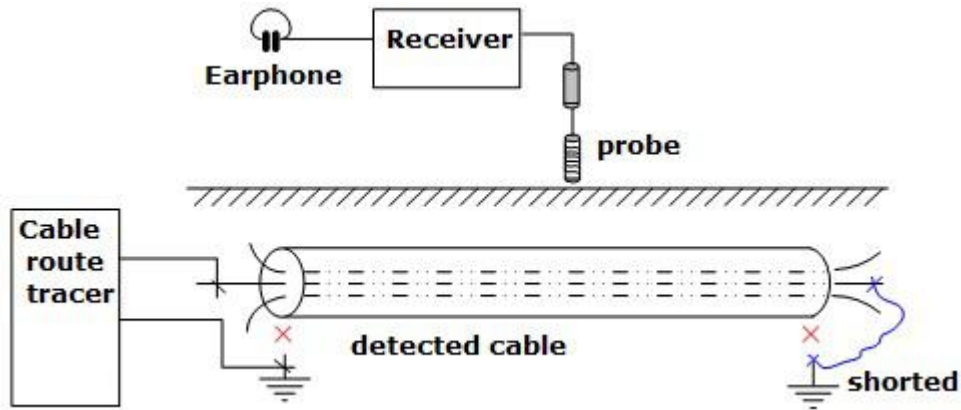 Receiver
Earphone
probe
Cable
route
tracer
detected cable
shorted